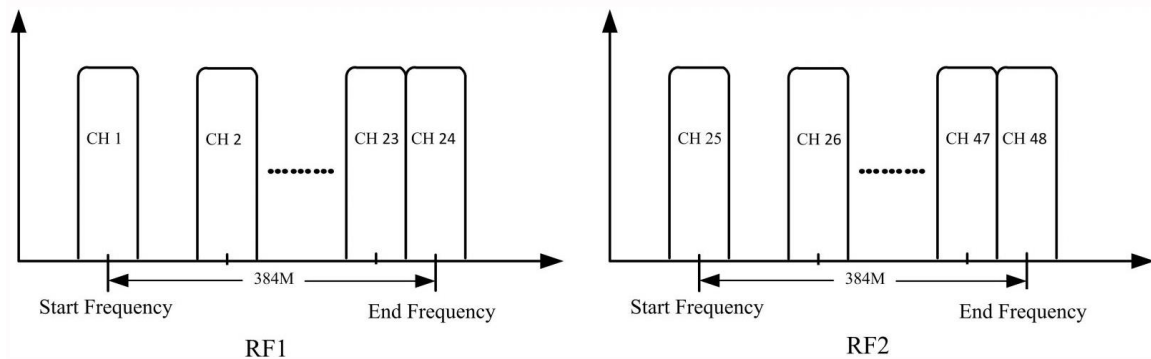 CH 1
CH 2
CH 23
CH 24
384M
Start Frequency
End Frequency
RF1
CH 25
CH 26
CH 47
CH 48
384M
Start Frequency
End Frequency
RF2